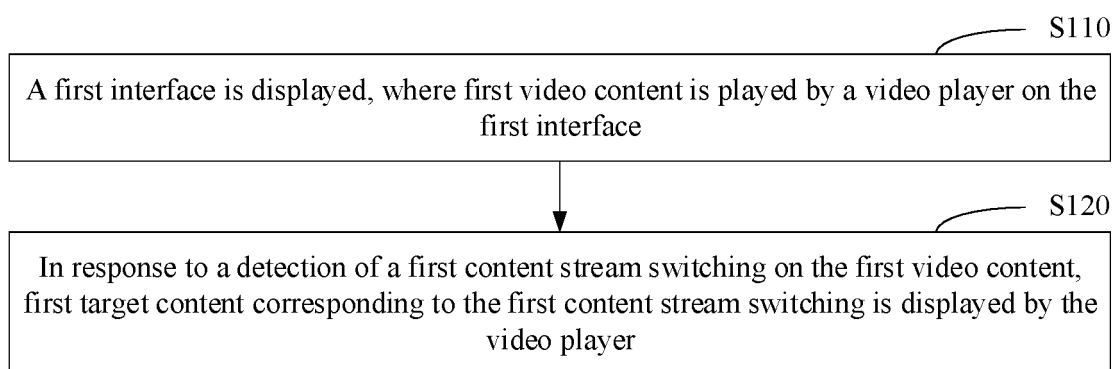 S110
A first interface is displayed, where first video content is played by a video player on the
first interface
S120
In response to a detection of a first content stream switching on the first video content,
first target content corresponding to the first content stream switching is displayed by the
video player